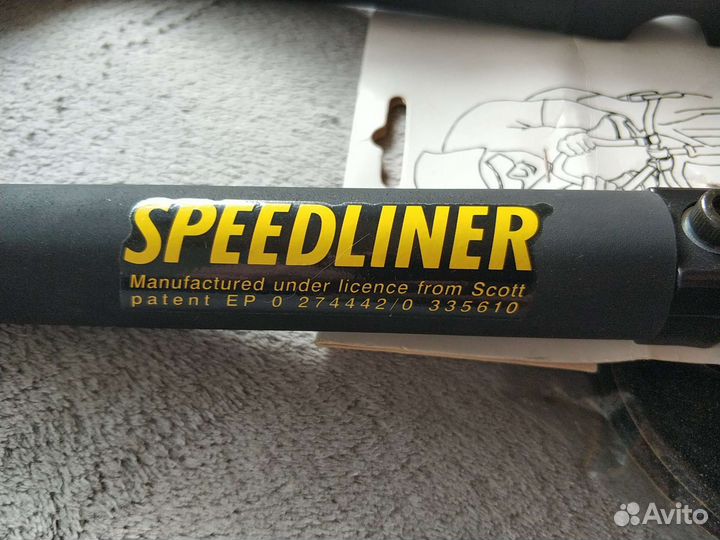 SPEEDLINER
Manufactured under licence from Scott
patent EP 0 274442/0 335610
Avito